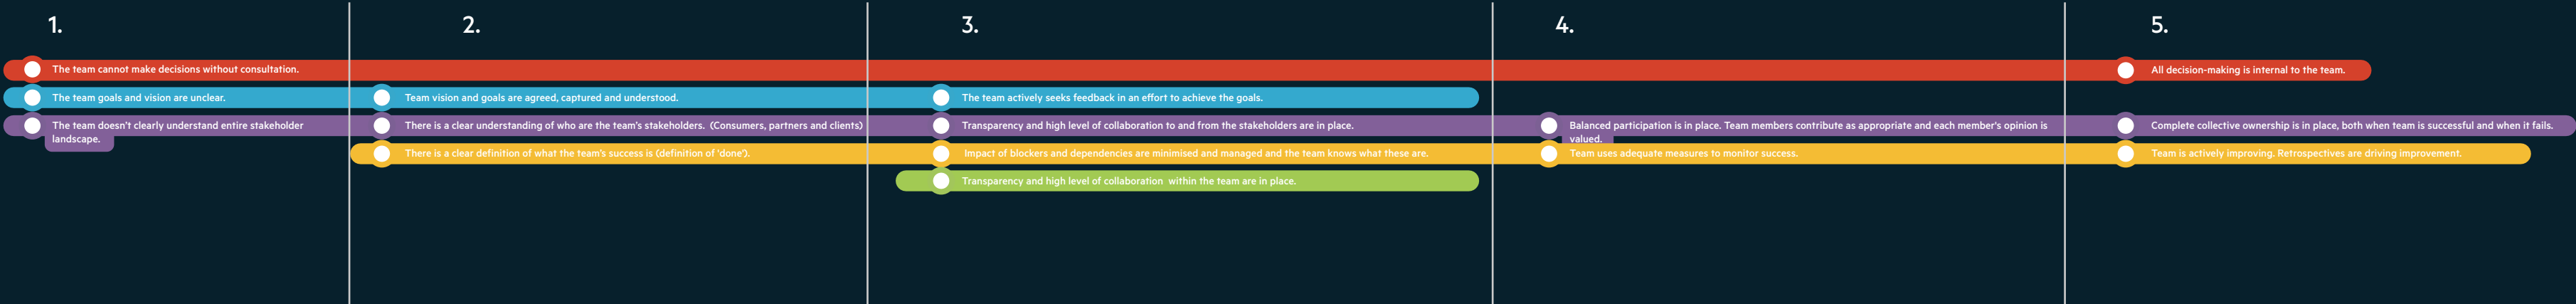 1.
2.
3.
4.
5.
The team cannot make decisions without consultation.
All decision-making is internal to the team.
The team goals and vision are unclear.
Team vision and goals are agreed, captured and understood.
The team actively seeks feedback in an effort to achieve the goals.
The team doesn't clearly understand entire stakeholder
landscape.
There is a clear understanding of who are the team's stakeholders. (Consumers, partners and clients)
Transparency and high level of collaboration to and from the stakeholders are in place.
Balanced participation is in place. Team members contribute as appropriate and each member's opinion is
valued.
Complete collective ownership is in place, both when team is successful and when it fails.
There is a clear definition of what the team's success is (definition of 'done').
Impact of blockers and dependencies are minimised and managed and the team knows what these are.
Team uses adequate measures to monitor success.
Team is actively improving. Retrospectives are driving improvement.
Transparency and high level of collaboration within the team are in place.